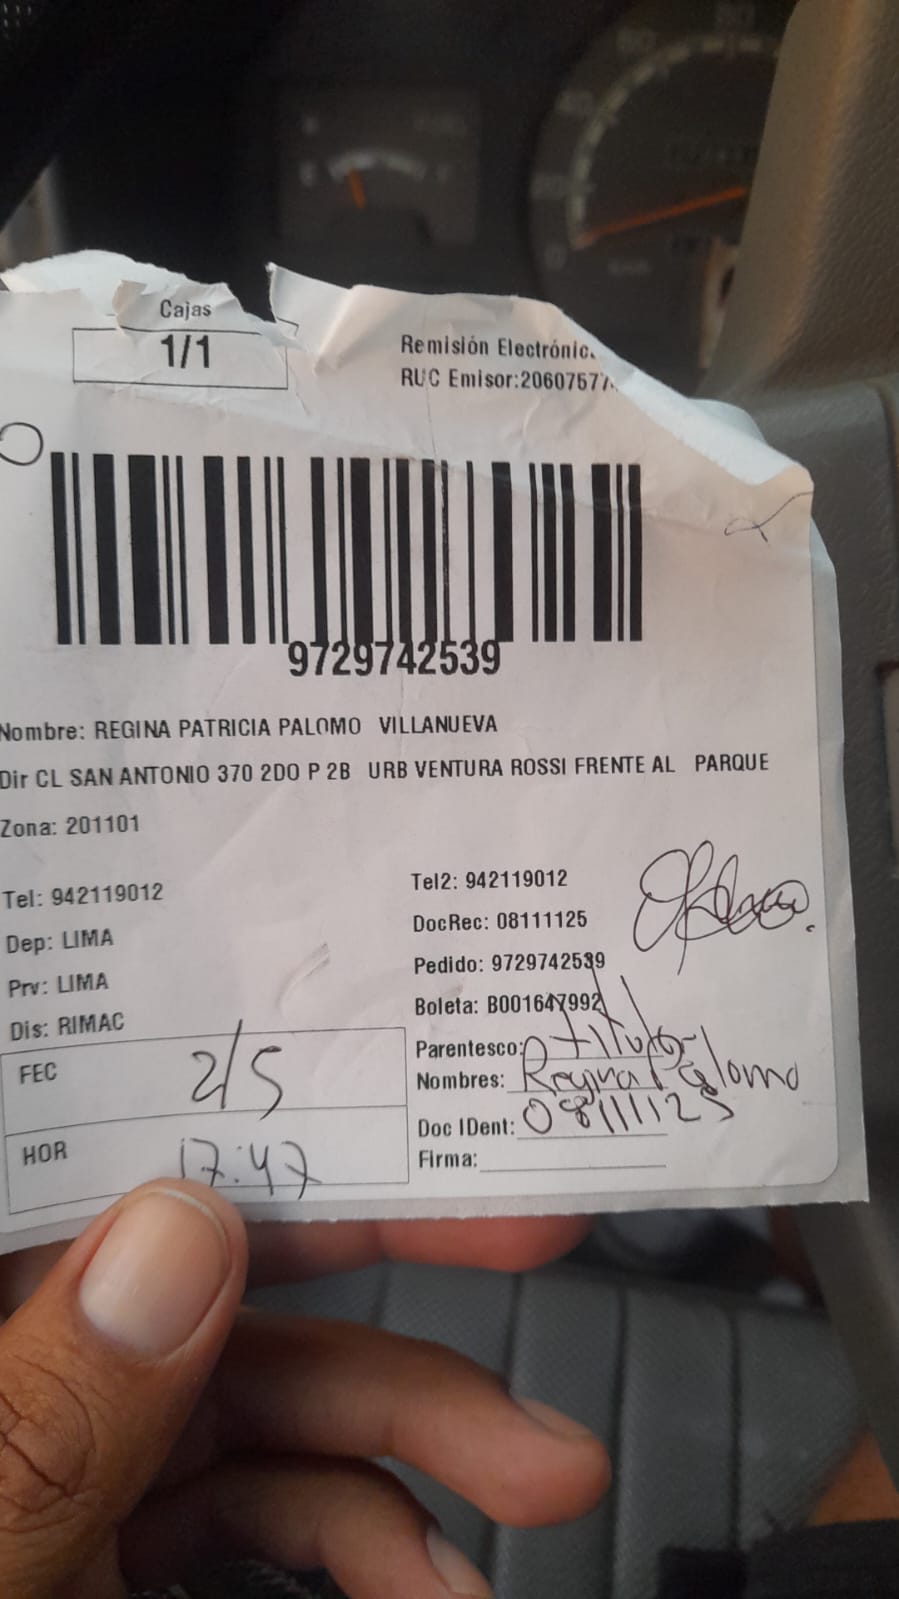 Cajas
1/1
Remisión Electrónic
RUC Emisor:20607577
9729742539
Nombre: REGINA PATRICIA PALOMO VILLANUEVA
Dir CL SAN ANTONIO 370 2DO P 2B URB VENTURA ROSSI FRENTE AL PARQUE
Zona: 201101
Tel: 942119012
Dep: LIMA
Prv: LIMA
Dis: RIMAC
Tel2: 942119012
DocRec: 08111125
Pedido: 9729742539
Boleta: B001647992
Parentesco: titular
Nombres: Regina Palomo
Doc IDent: 08111125
Firma:
FEC 2/5
HOR 17:47